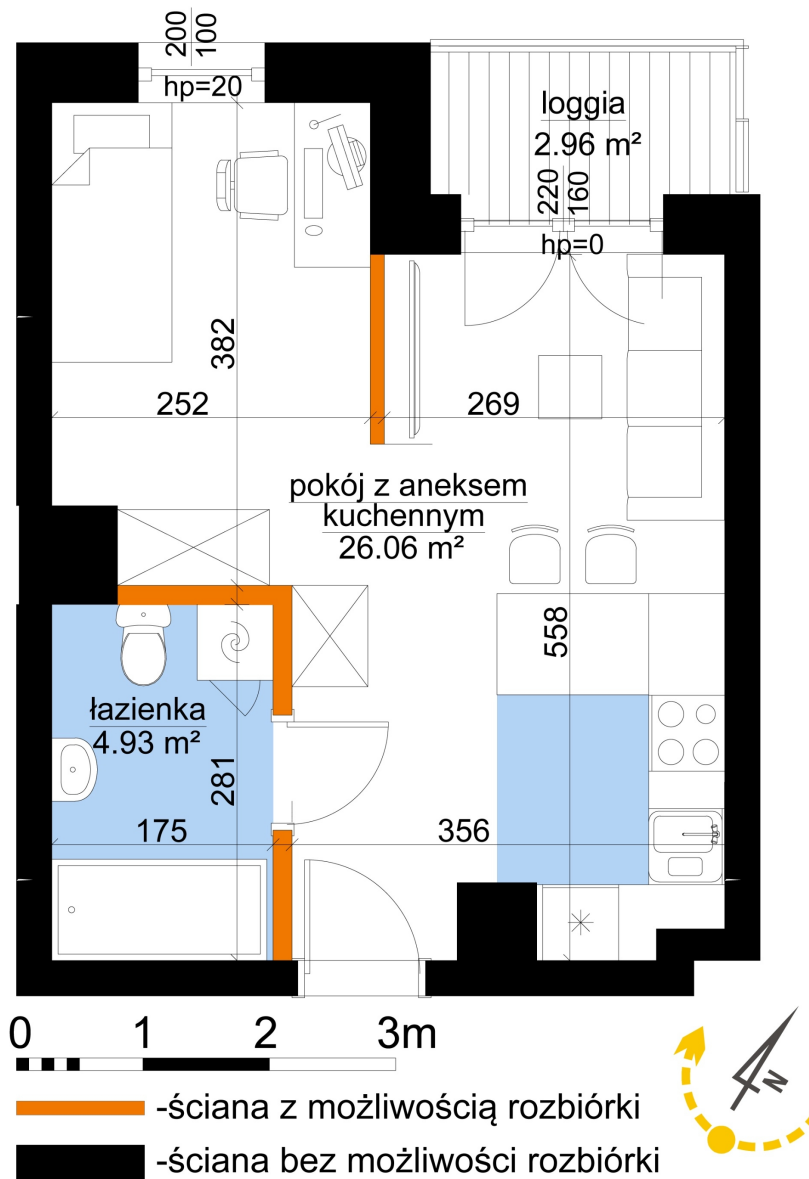 200
100
hp=20
loggia
2.96 m²
220
160
hp=0
382
252
269
pokój z aneksem
kuchennym
26.06 m²
558
łazienka
4.93 m²
281
175
356
0 1 2 3m
N
-ściana z możliwością rozbiórki
-ściana bez możliwości rozbiórki